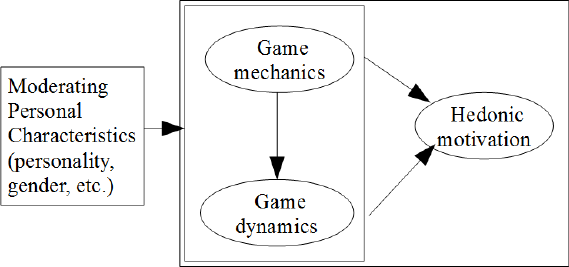 Moderating
Personal
Characteristics
(personality,
gender, etc.)
Game
mechanics
Game
dynamics
Hedonic
motivation